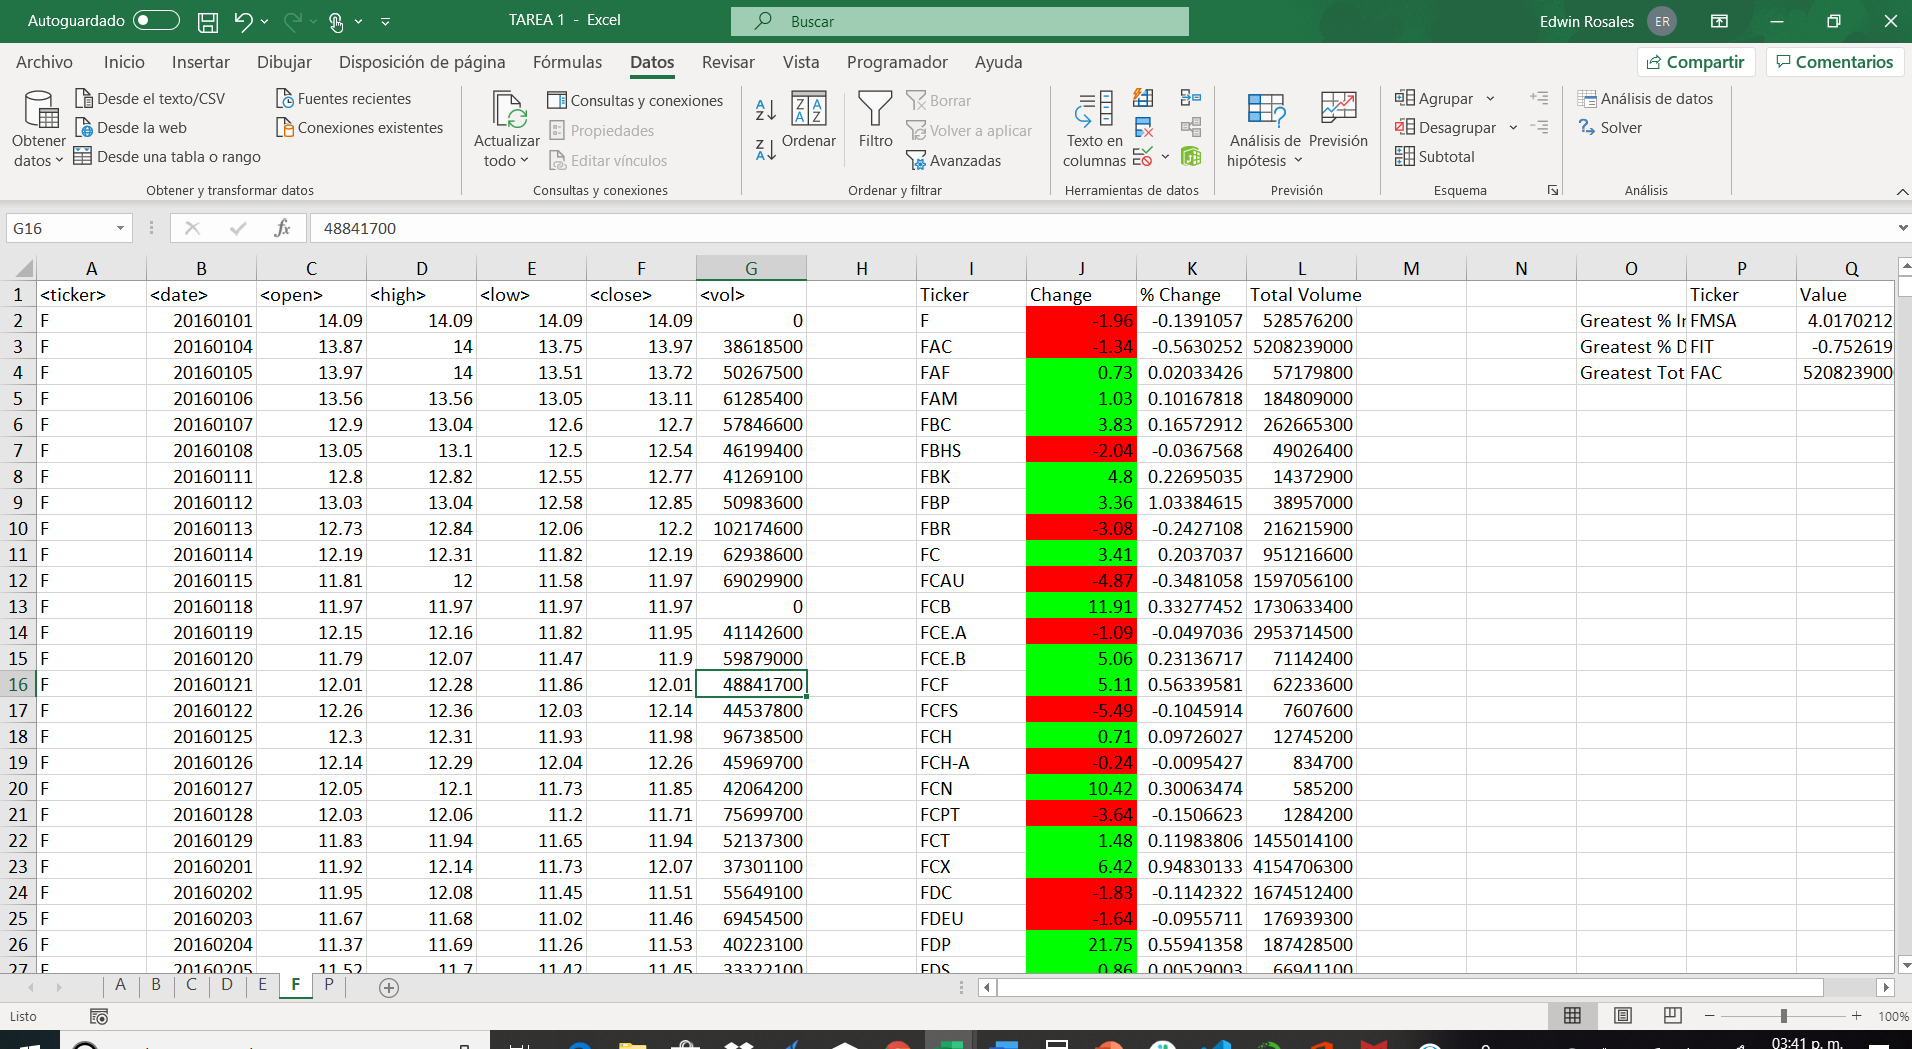 Autoguardado
TAREA 1 - Excel
Buscar
Edwin Rosales
ER
Archivo Inicio Insertar Dibujar Disposición de página Fórmulas Datos Revisar Vista Programador Ayuda
Compartir
Comentarios
Obtener datos
Desde el texto/CSV
Desde la web
Desde una tabla o rango
Fuentes recientes
Conexiones existentes
Obtener y transformar datos
Actualizar todo
Consultas y conexiones
Propiedades
Editar vínculos
Consultas y conexiones
Ordenar
Filtro
Borrar
Volver a aplicar
Avanzadas
Ordenar y filtrar
Texto en columnas
Herramientas de datos
Análisis de hipótesis
Previsión
Previsión
Agrupar
Desagrupar
Subtotal
Esquema
Análisis de datos
Solver
Análisis
G16
fx
48841700
A B C D E F G H I J K L M N O P Q
1 <ticker> <date> <open> <high> <low> <close> <vol> Ticker Change % Change Total Volume Ticker Value
2 F 20160101 14.09 14.09 14.09 14.09 0 F -1.96 -0.1391057 528576200 Greatest % I FMSA 4.0170212
3 F 20160104 13.87 14 13.75 13.97 38618500 FAC -1.34 -0.5630252 5208239000 Greatest % D FIT -0.752619
4 F 20160105 13.97 14 13.51 13.72 50267500 FAF 0.73 0.02033426 57179800 Greatest Tot FAC 520823900
5 F 20160106 13.56 13.56 13.05 13.11 61285400 FAM 1.03 0.10167818 184809000
6 F 20160107 12.9 13.04 12.6 12.7 57846600 FBC 3.83 0.16572912 262665300
7 F 20160108 13.05 13.1 12.5 12.54 46199400 FBHS -2.04 -0.0367568 49026400
8 F 20160111 12.8 12.82 12.55 12.77 41269100 FBK 4.8 0.22695035 14372900
9 F 20160112 13.03 13.04 12.58 12.85 50983600 FBP 3.36 1.03384615 38957000
10 F 20160113 12.73 12.84 12.06 12.2 102174600 FBR -3.08 -0.2427108 216215900
11 F 20160114 12.19 12.31 11.82 12.19 62938600 FC 3.41 0.2037037 951216600
12 F 20160115 11.81 12 11.58 11.97 69029900 FCAU -4.87 -0.3481058 1597056100
13 F 20160118 11.97 11.97 11.97 11.97 0 FCB 11.91 0.33277452 1730633400
14 F 20160119 12.15 12.16 11.82 11.95 41142600 FCE.A -1.09 -0.0497036 2953714500
15 F 20160120 11.79 12.07 11.47 11.9 59879000 FCE.B 5.06 0.23136717 71142400
16 F 20160121 12.01 12.28 11.86 12.01 48841700 FCF 5.11 0.56339581 62233600
17 F 20160122 12.26 12.36 12.03 12.14 44537800 FCFS -5.49 -0.1045914 7607600
18 F 20160125 12.3 12.31 11.93 11.98 96738500 FCH 0.71 0.09726027 12745200
19 F 20160126 12.14 12.29 12.04 12.26 45969700 FCH-A -0.24 -0.0095427 834700
20 F 20160127 12.05 12.1 11.73 11.85 42064200 FCN 10.42 0.30063474 585200
21 F 20160128 12.03 12.06 11.2 11.71 75699700 FCPT -3.64 -0.1506623 1284200
22 F 20160129 11.83 11.94 11.65 11.94 52137300 FCT 1.48 0.11983806 1455014100
23 F 20160201 11.92 12.14 11.73 12.07 37301100 FCX 6.42 0.94830133 4154706300
24 F 20160202 11.95 12.08 11.45 11.51 55649100 FDC -1.83 -0.1142322 1674512400
25 F 20160203 11.67 11.68 11.02 11.46 69454500 FDEU -1.64 -0.0955711 176939300
26 F 20160204 11.37 11.69 11.26 11.53 40223100 FDP 21.75 0.55941358 187428500
27 F 20160205 11.52 11.7 11.42 11.45 33322100 FDS 0.86 0.00529003 66941100
A B C D E F P
Listo
100%
03:41 p. m.